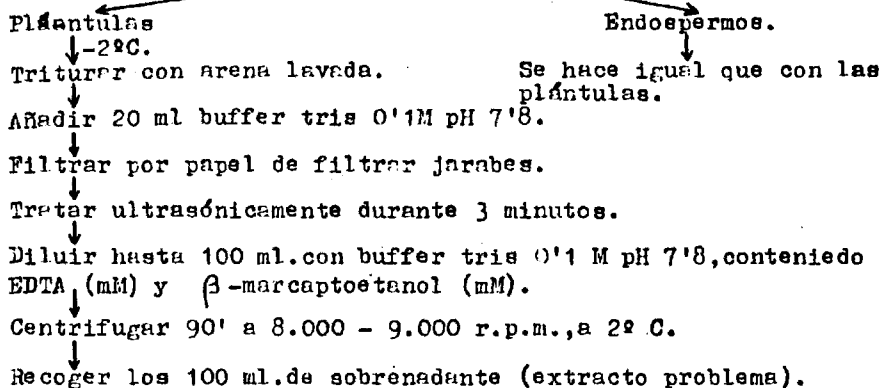 Pláantulas Endospermos.
-2ºC.
Triturar con arena lavada. Se hace igual que con las
plántulas.
Añadir 20 ml buffer tris 0'1M pH 7'8.
Filtrar por papel de filtrar jarabes.
Tratar ultrasónicamente durante 3 minutos.
Diluir hasta 100 ml.con buffer tris 0'1 M pH 7'8,conteniedo
EDTA (mM) y β-marcaptoetanol (mM).
Centrifugar 90' a 8.000 - 9.000 r.p.m.,a 2º C.
Recoger los 100 ml.de sobrenadante (extracto problema).